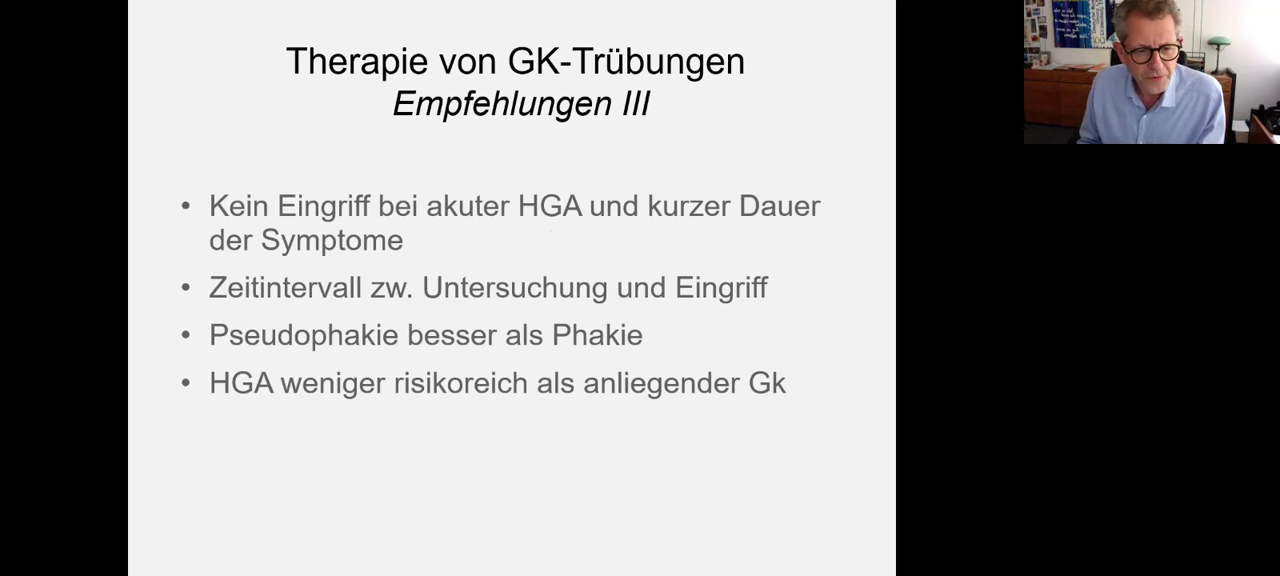 Therapie von GK-Trübungen
Empfehlungen III
• Kein Eingriff bei akuter HGA und kurzer Dauer
der Symptome
• Zeitintervall zw. Untersuchung und Eingriff
• Pseudophakie besser als Phakie
• HGA weniger risikoreich als anliegender Gk